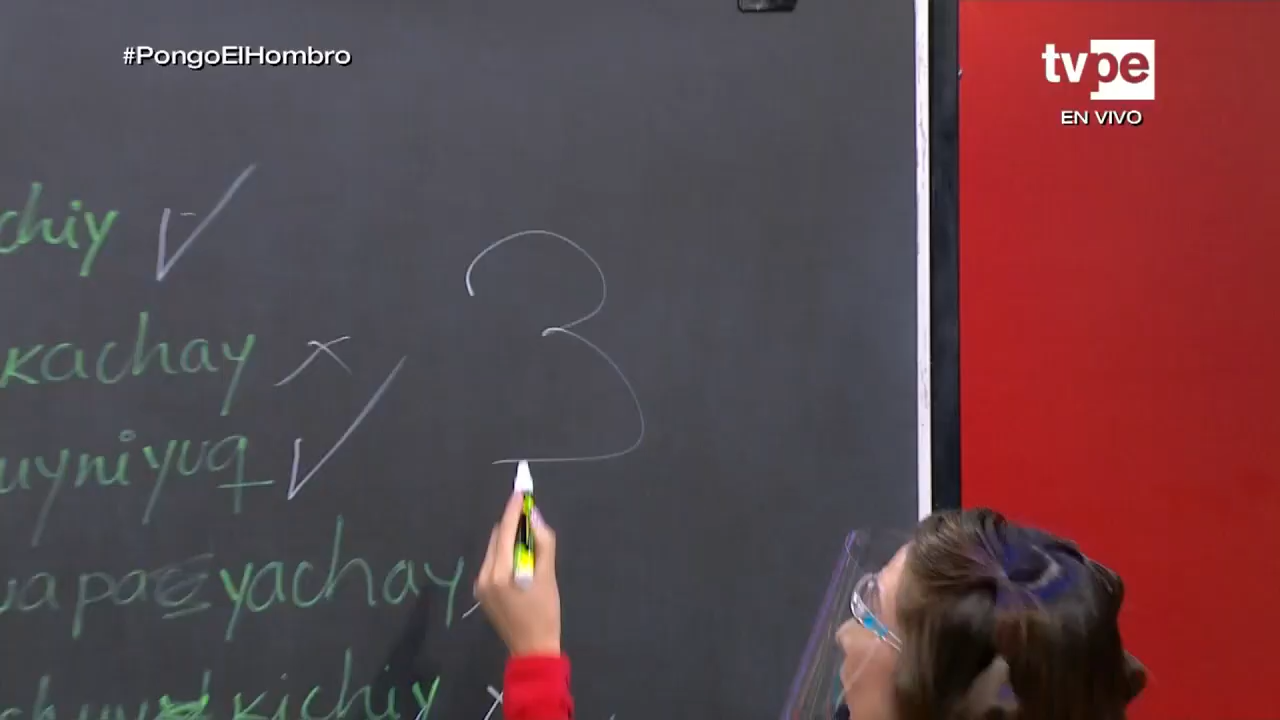 #PongoElHombro
tvpe
EN VIVO
chiy ✓
kachay ✗
uyniyuq ✓
yachay
kichiy
3